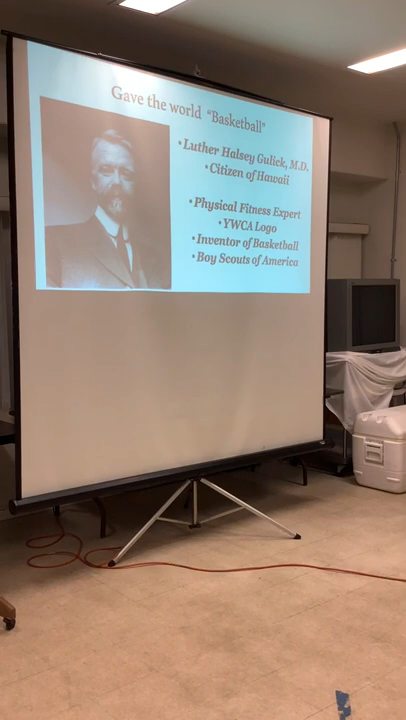 Gave the world "Basketball"
• Luther Halsey Gulick, M.D.
• Citizen of Hawaii
• Physical Fitness Expert
• YWCA Logo
• Inventor of Basketball
• Boy Scouts of America